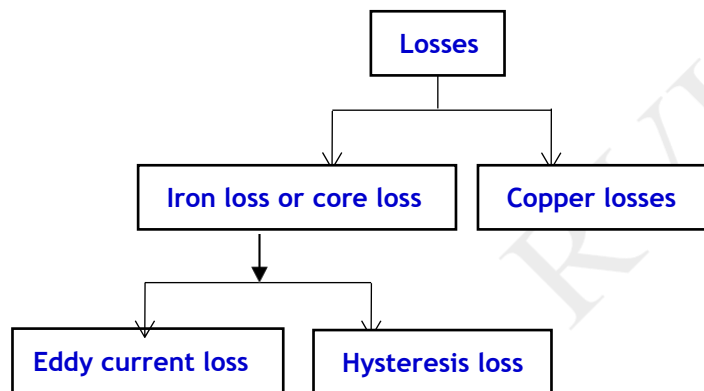 Losses
Iron loss or core loss
Copper losses
Eddy current loss
Hysteresis loss